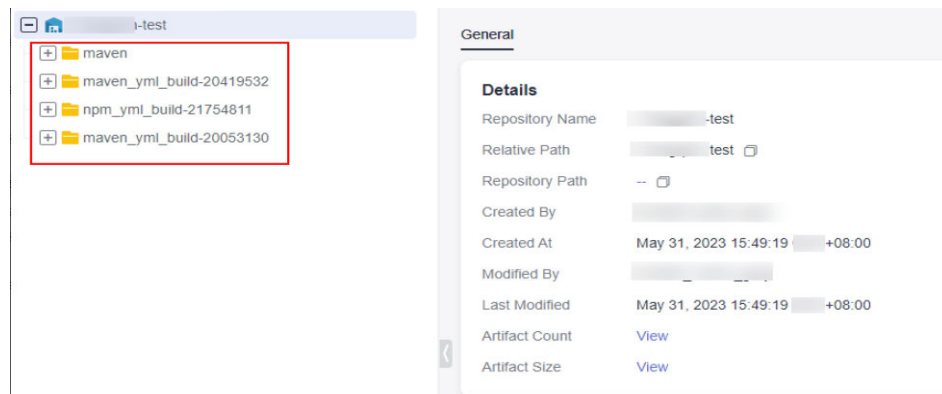 -test
maven
maven_yml_build-20419532
npm_yml_build-21754811
maven_yml_build-20053130
General
Details
Repository Name -test
Relative Path test
Repository Path --
Created By
Created At May 31, 2023 15:49:19 +08:00
Modified By
Last Modified May 31, 2023 15:49:19 +08:00
Artifact Count View
Artifact Size View